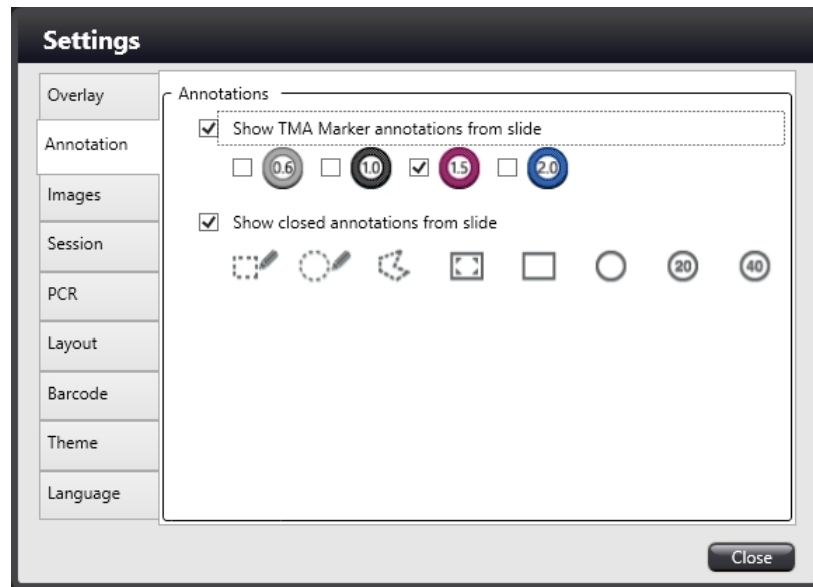 Settings
Overlay
Annotation
Images
Session
PCR
Layout
Barcode
Theme
Language
Annotations
Show TMA Marker annotations from slide
0.6 1.0 1.5 2.0
Show closed annotations from slide
20 40
Close